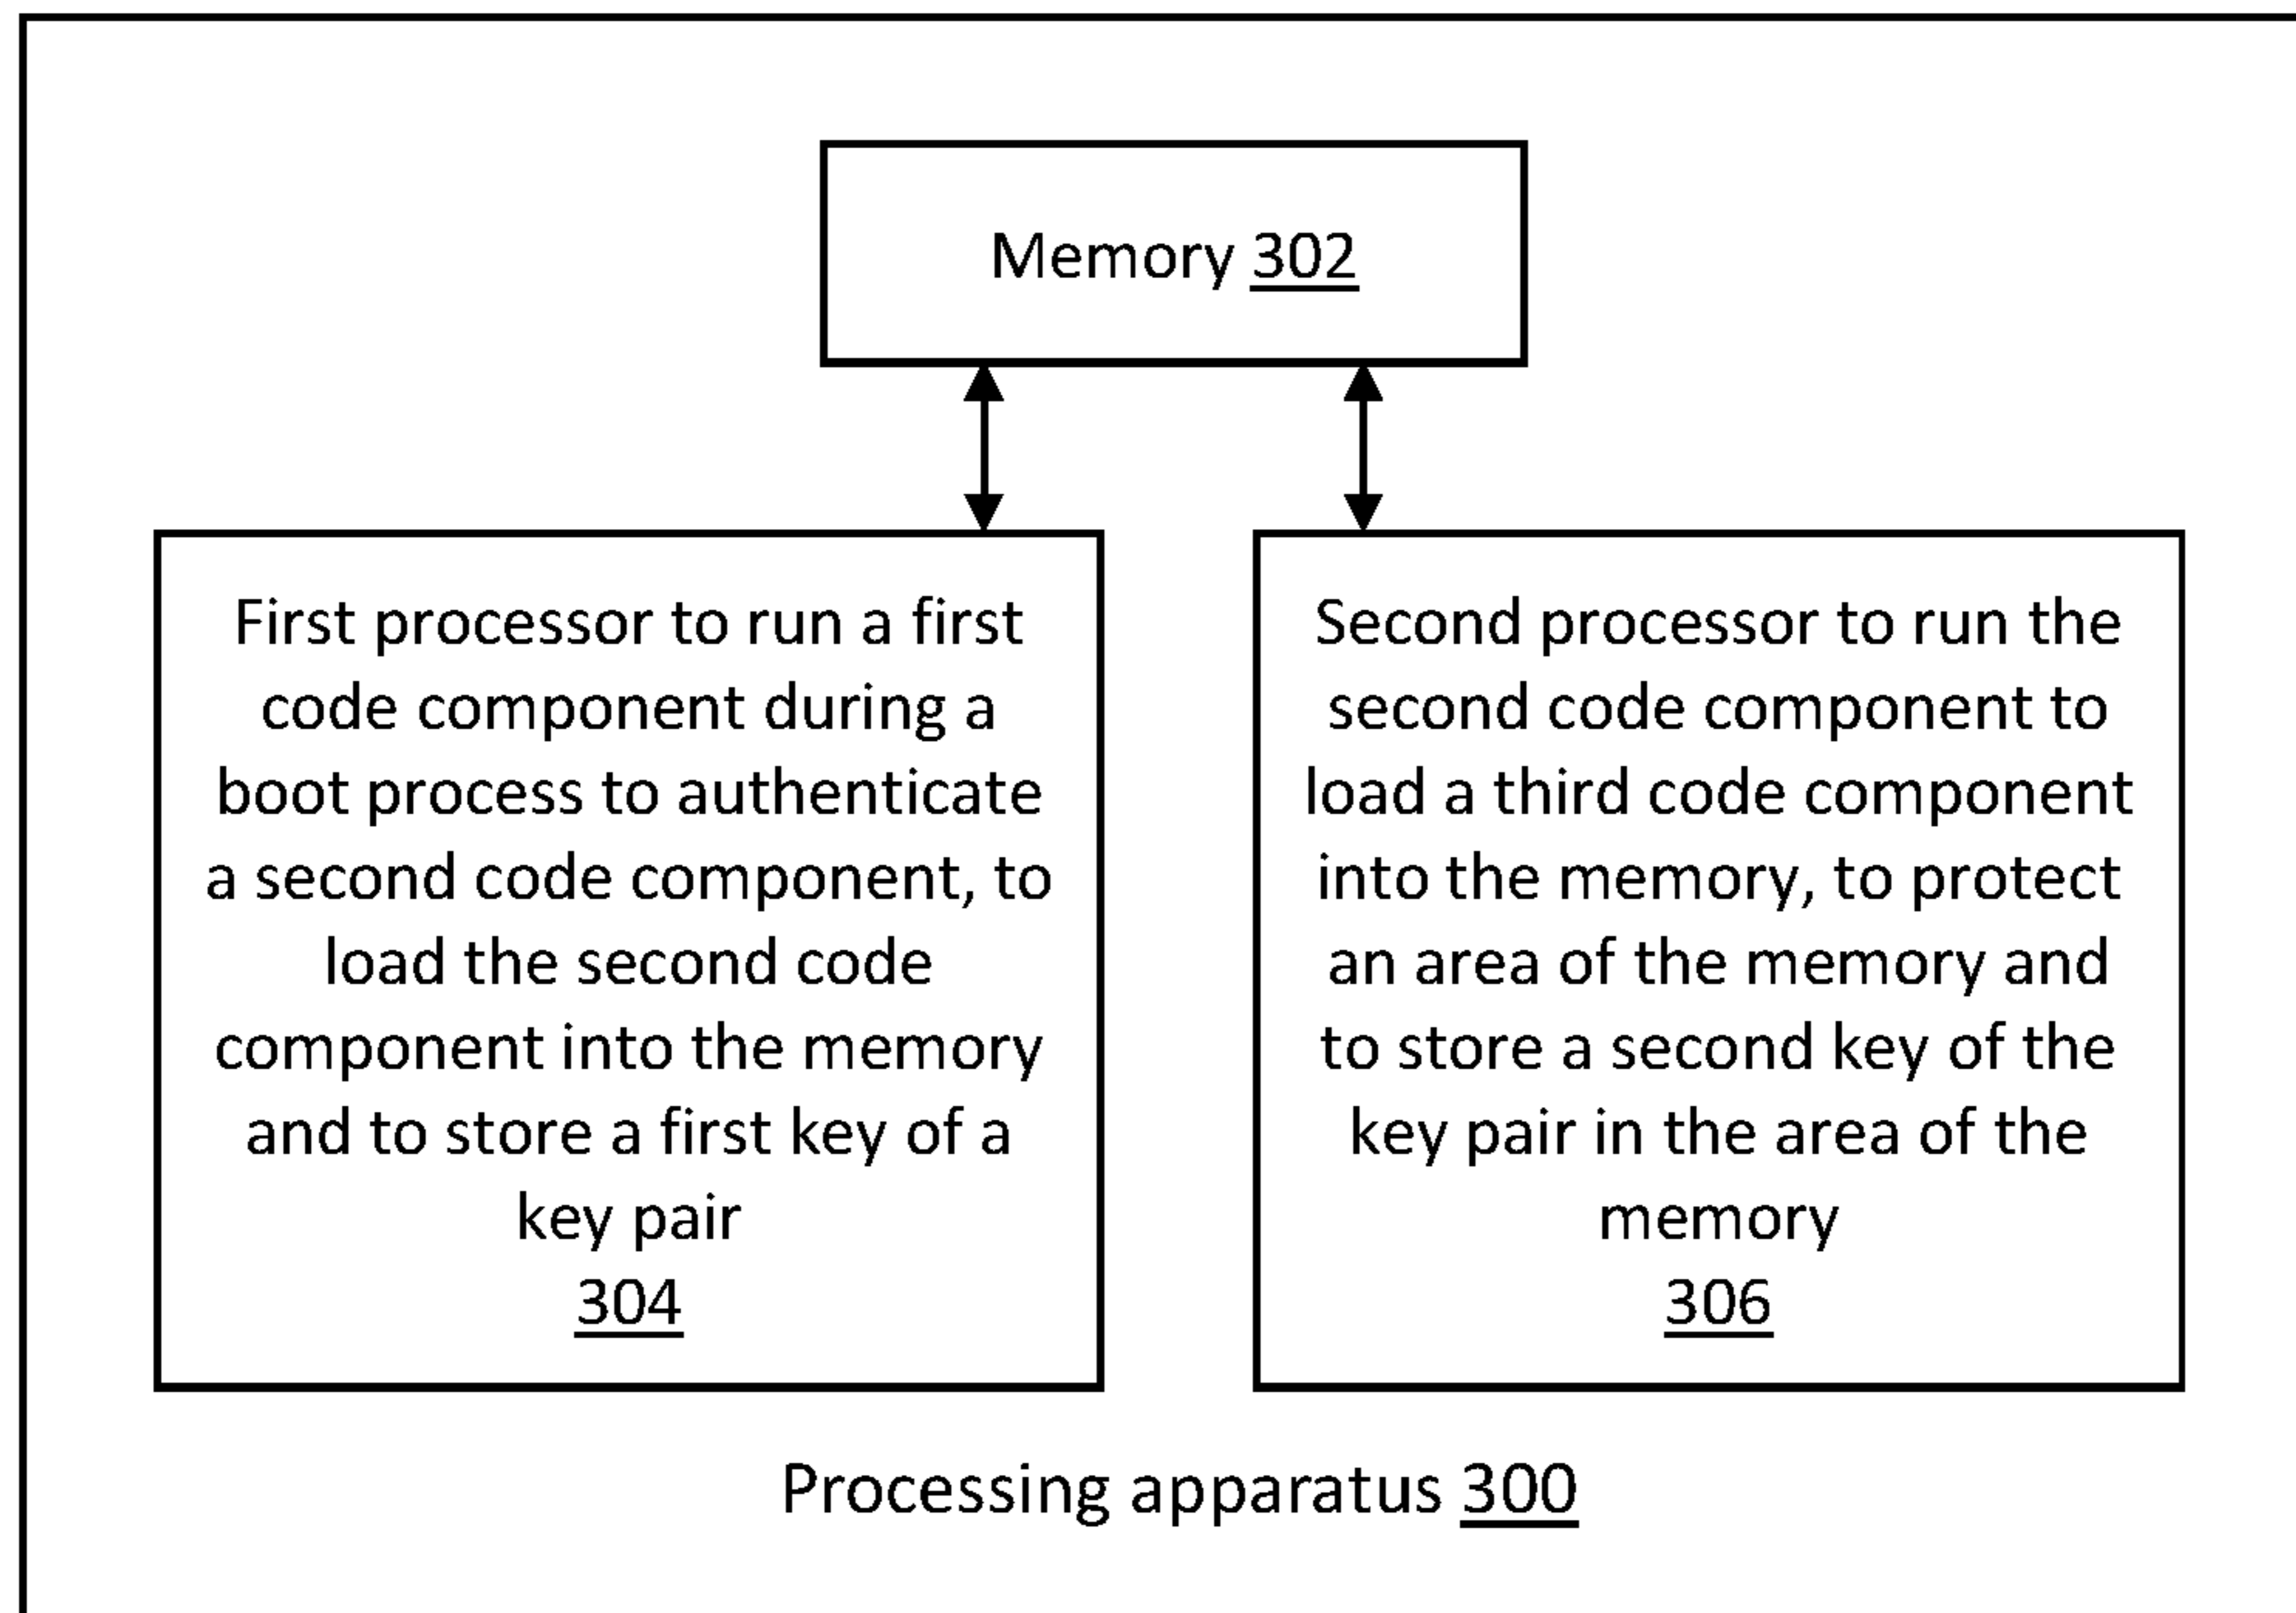 Memory 302
First processor to run a first
code component during a
boot process to authenticate
a second code component, to
load the second code
component into the memory
and to store a first key of a
key pair
304
Second processor to run the
second code component to
load a third code component
into the memory, to protect
an area of the memory and
to store a second key of the
key pair in the area of the
memory
306
Processing apparatus 300